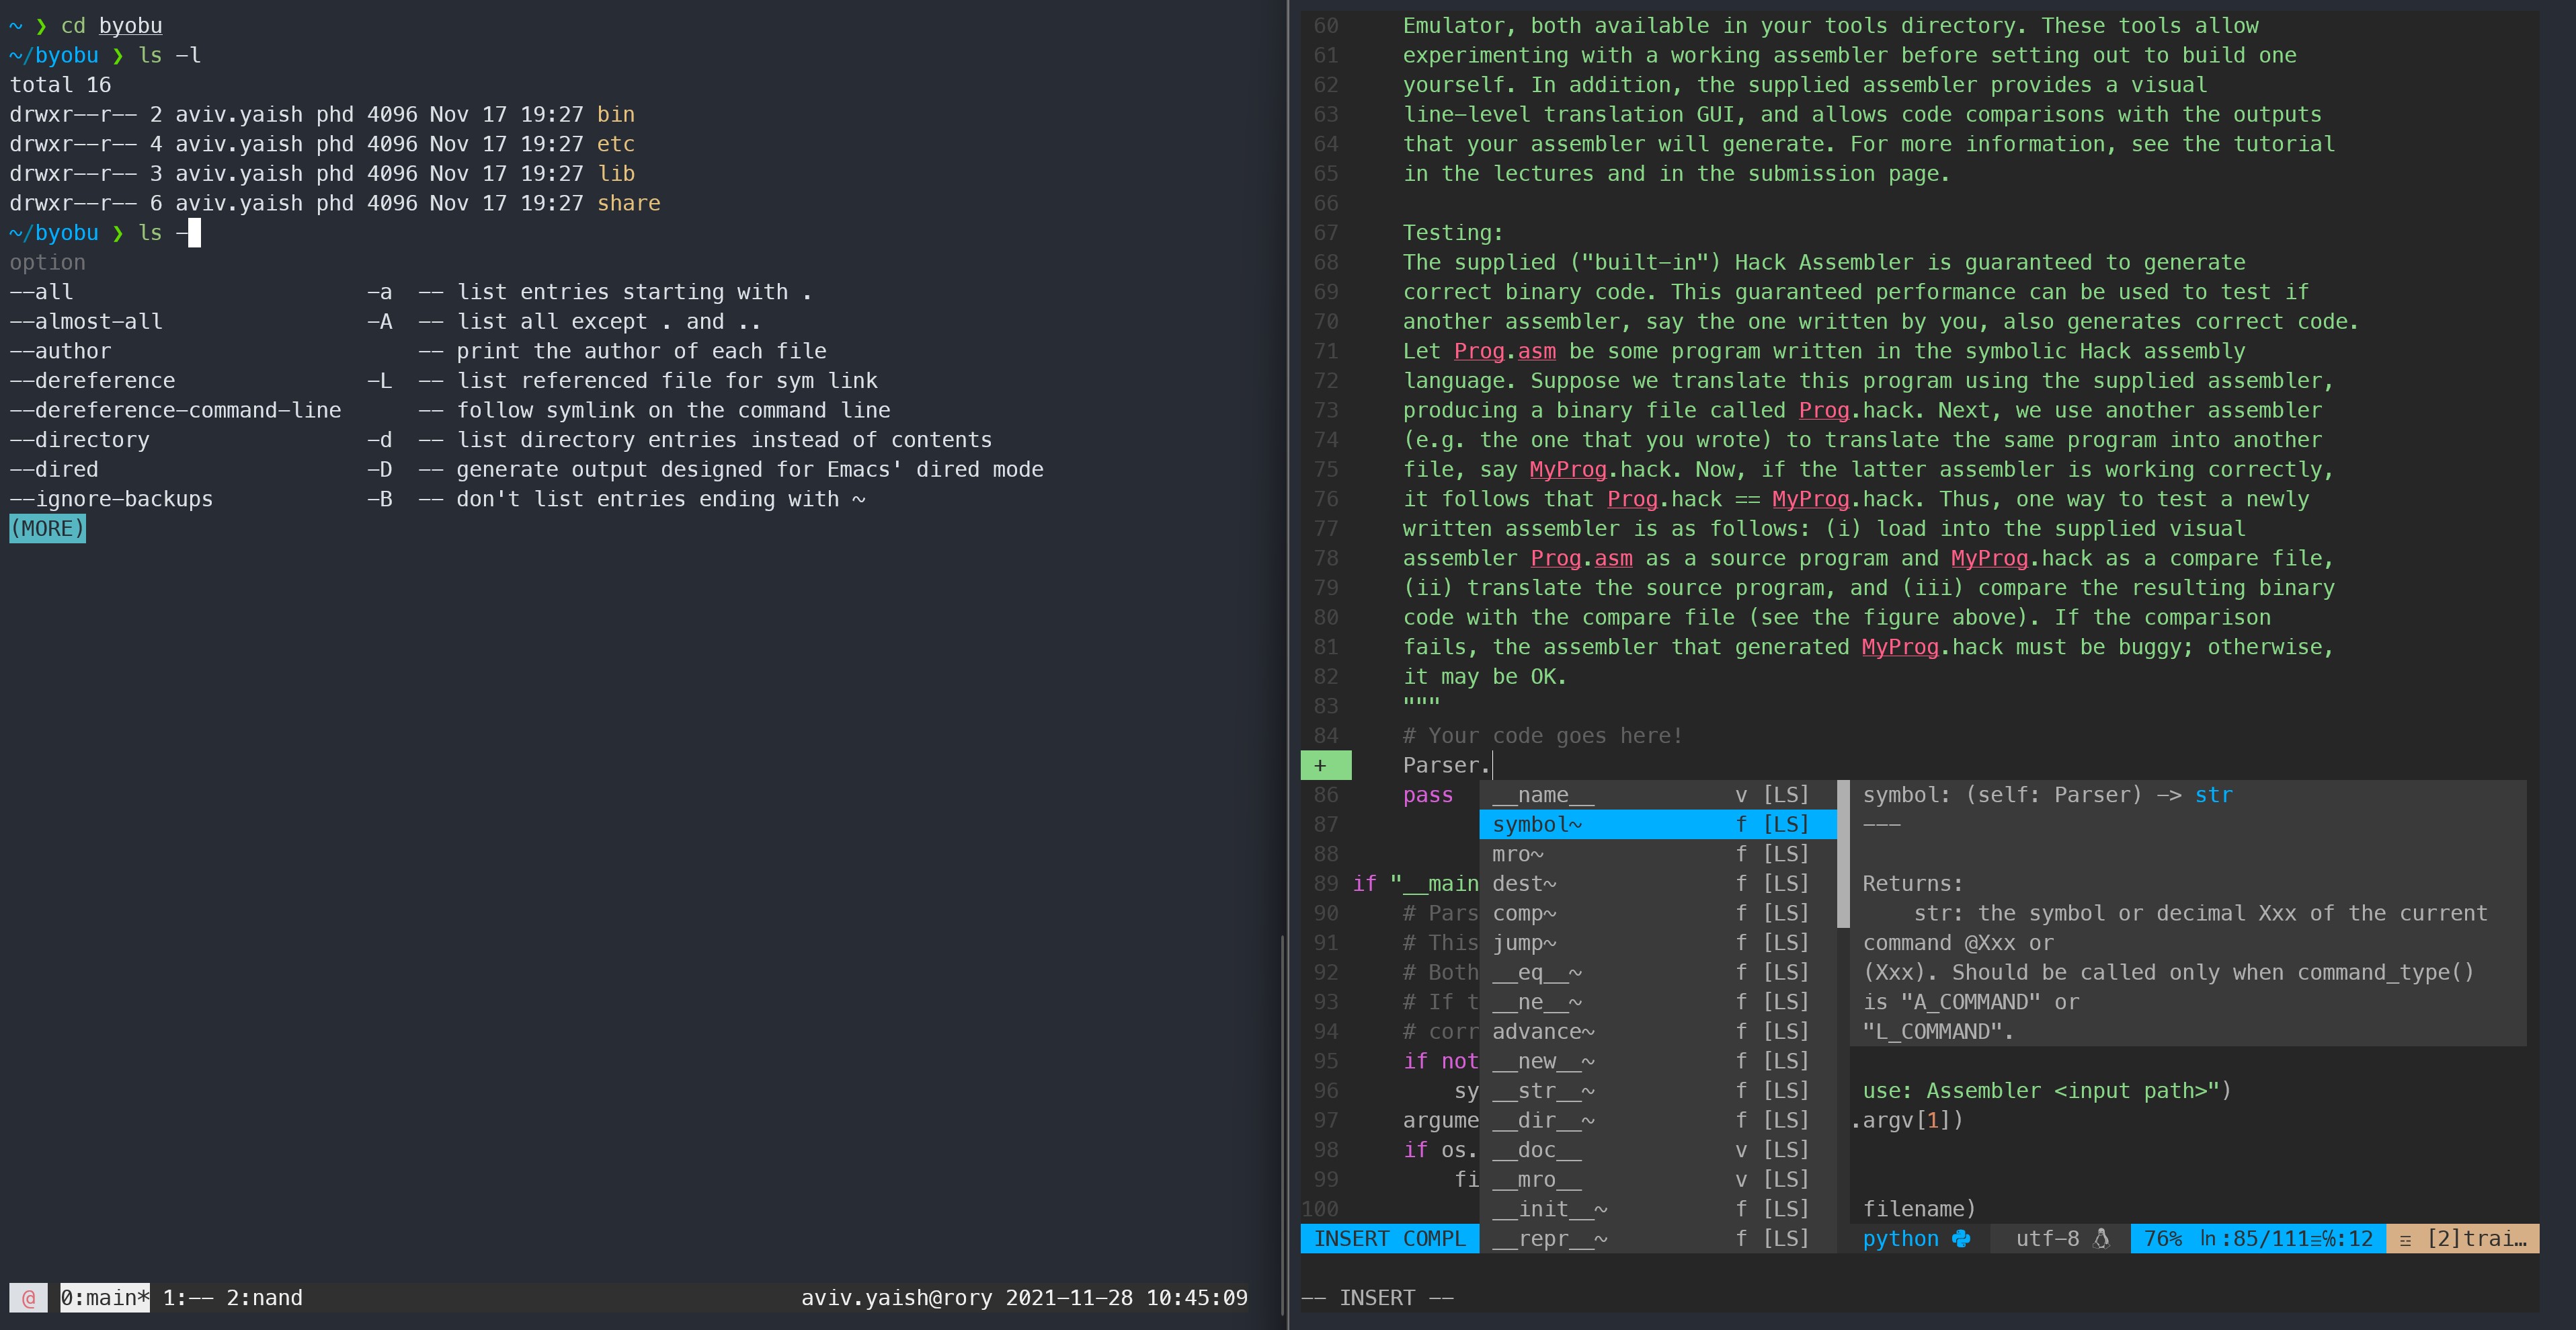 ~ ❯ cd byobu
~/byobu ❯ ls -l
total 16
drwxr--r-- 2 aviv.yaish phd 4096 Nov 17 19:27 bin
drwxr--r-- 4 aviv.yaish phd 4096 Nov 17 19:27 etc
drwxr--r-- 3 aviv.yaish phd 4096 Nov 17 19:27 lib
drwxr--r-- 6 aviv.yaish phd 4096 Nov 17 19:27 share
~/byobu ❯ ls -
option
--all                       -a  -- list entries starting with .
--almost-all                -A  -- list all except . and ..
--author                        -- print the author of each file
--dereference               -L  -- list referenced file for sym link
--dereference-command-line      -- follow symlink on the command line
--directory                 -d  -- list directory entries instead of contents
--dired                     -D  -- generate output designed for Emacs' dired mode
--ignore-backups            -B  -- don't list entries ending with ~
(MORE)
@ 0:main* 1:-- 2:nand aviv.yaish@rory 2021-11-28 10:45:09
60 Emulator, both available in your tools directory. These tools allow
61 experimenting with a working assembler before setting out to build one
62 yourself. In addition, the supplied assembler provides a visual
63 line-level translation GUI, and allows code comparisons with the outputs
64 that your assembler will generate. For more information, see the tutorial
65 in the lectures and in the submission page.
66
67 Testing:
68 The supplied ("built-in") Hack Assembler is guaranteed to generate
69 correct binary code. This guaranteed performance can be used to test if
70 another assembler, say the one written by you, also generates correct code.
71 Let Prog.asm be some program written in the symbolic Hack assembly
72 language. Suppose we translate this program using the supplied assembler,
73 producing a binary file called Prog.hack. Next, we use another assembler
74 (e.g. the one that you wrote) to translate the same program into another
75 file, say MyProg.hack. Now, if the latter assembler is working correctly,
76 it follows that Prog.hack == MyProg.hack. Thus, one way to test a newly
77 written assembler is as follows: (i) load into the supplied visual
78 assembler Prog.asm as a source program and MyProg.hack as a compare file,
79 (ii) translate the source program, and (iii) compare the resulting binary
80 code with the compare file (see the figure above). If the comparison
81 fails, the assembler that generated MyProg.hack must be buggy; otherwise,
82 it may be OK.
83 """
84 # Your code goes here!
+ Parser.
86 pass __name__ v [LS] symbol: (self: Parser) -> str
87 symbol~ f [LS] ---
88 mro~ f [LS]
89 if "__main dest~ f [LS] Returns:
90 # Pars comp~ f [LS] str: the symbol or decimal Xxx of the current
91 # This jump~ f [LS] command @Xxx or
92 # Both __eq__~ f [LS] (Xxx). Should be called only when command_type()
93 # If t __ne__~ f [LS] is "A_COMMAND" or
94 # corr advance~ f [LS] "L_COMMAND".
95 if not __new__~ f [LS]
96 sy __str__~ f [LS] use: Assembler <input path>")
97 argume __dir__~ f [LS] .argv[1])
98 if os. __doc__ v [LS]
99 fi __mro__ v [LS]
100 __init__~ f [LS] filename)
INSERT COMPL __repr__~ f [LS] python utf-8 76% ㏑:85/111☰℅:12 ☲ [2]trai…
-- INSERT --